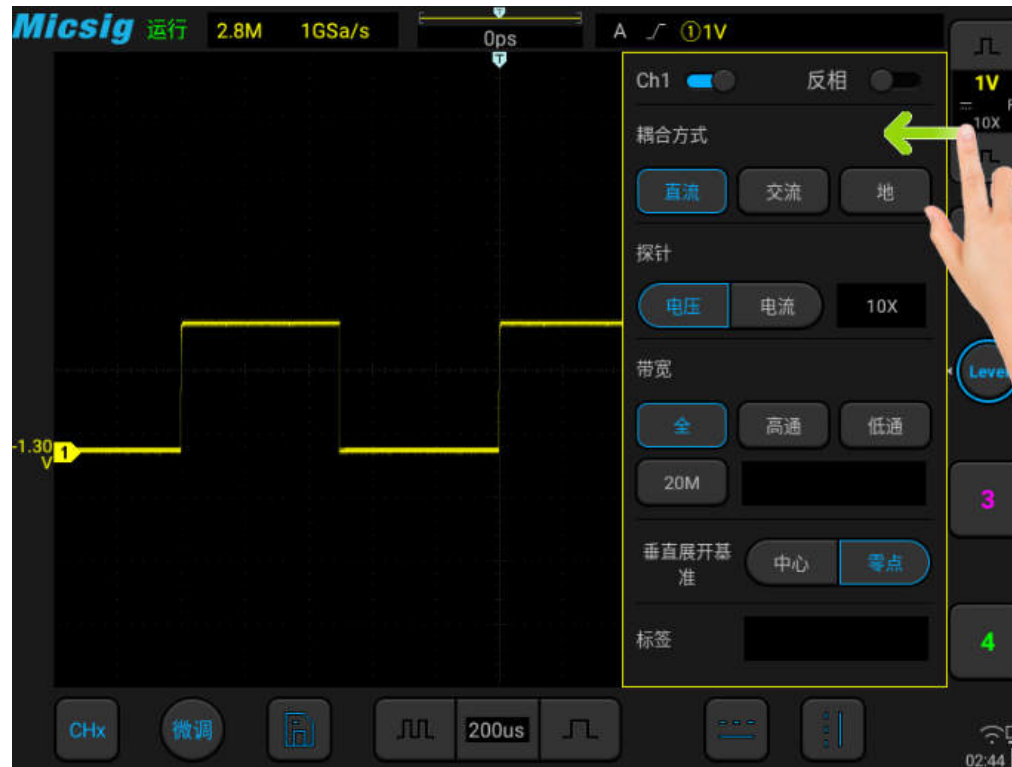 Micsig 运行 2.8M 1GSa/s 0ps A ①1V
T
T
Ch1 反相
1V
10X
耦合方式
直流 交流 地
探针
电压 电流 10X
带宽
Level
全 高通 低通
-1.30
V
1
20M
3
垂直展开基
准
中心 零点
标签
4
CHx 微调 200us
02:44